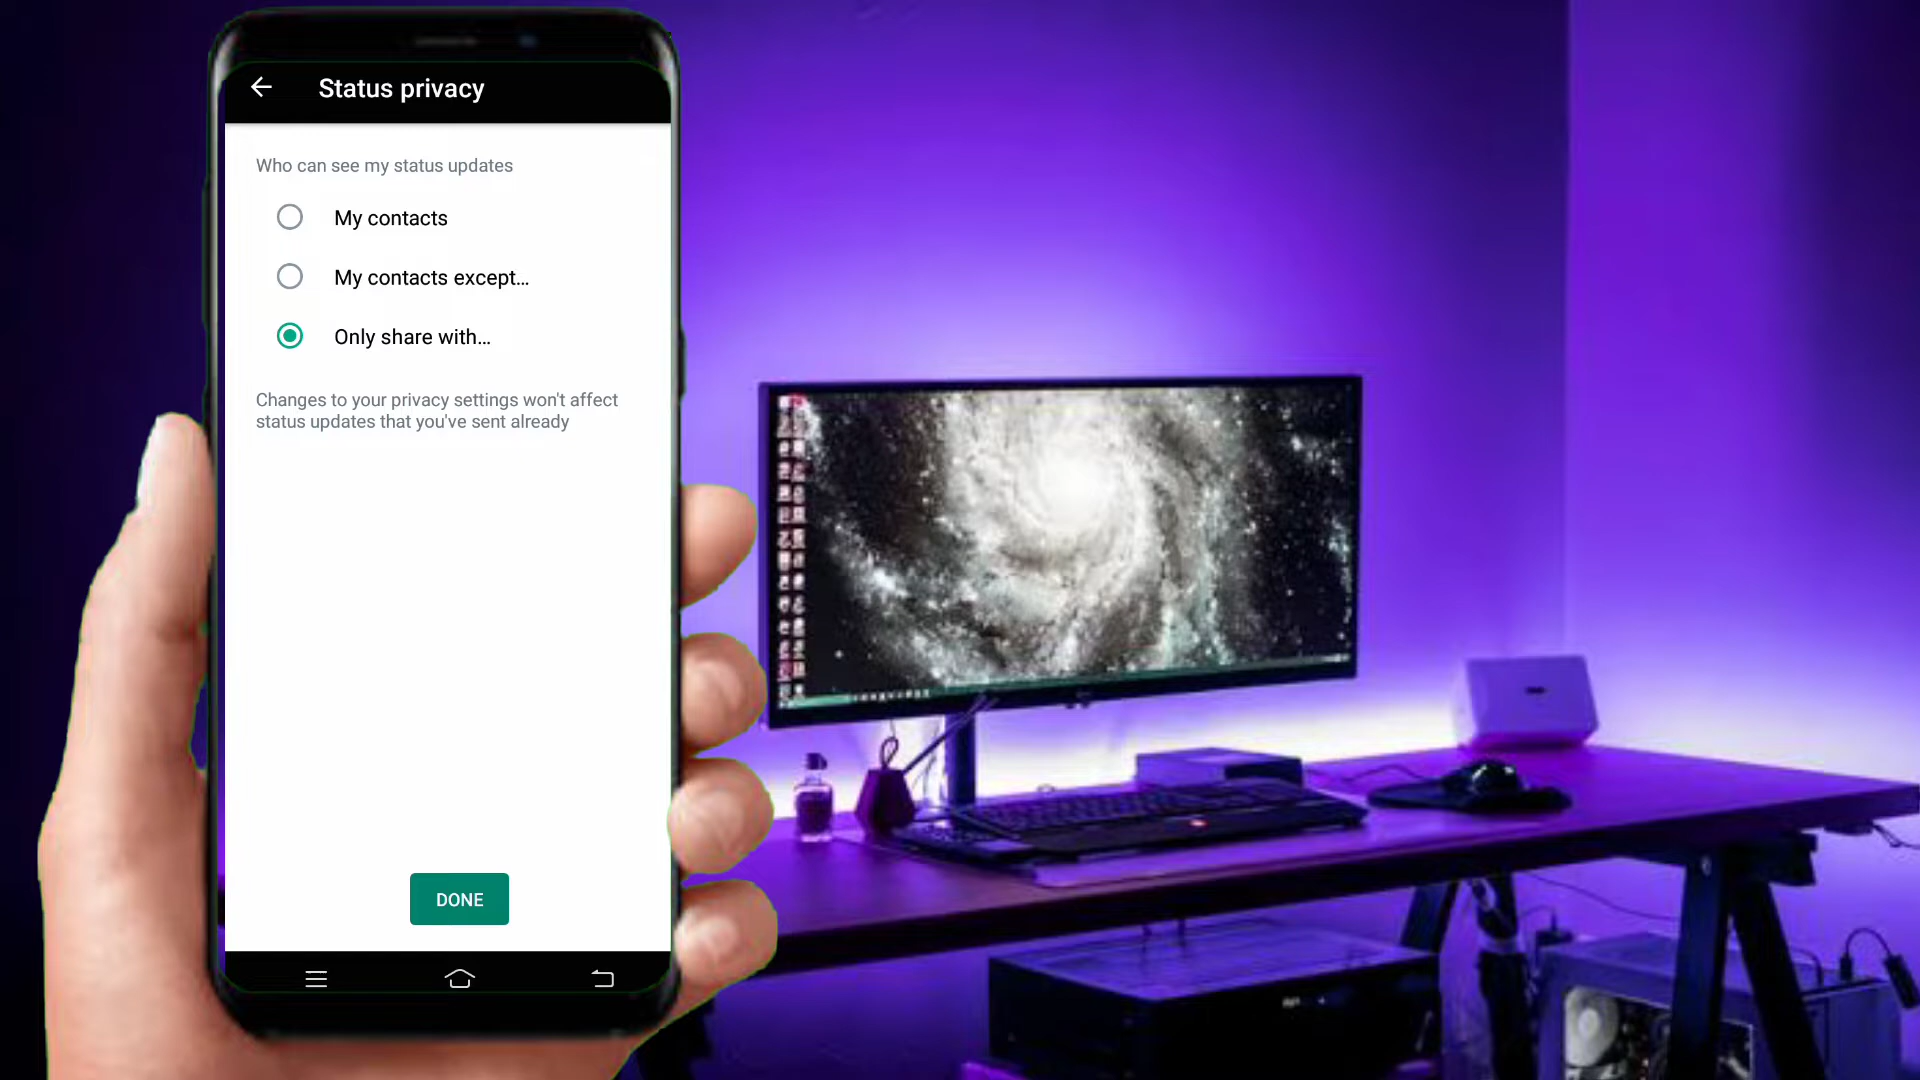 Status privacy
Who can see my status updates
My contacts
My contacts except...
Only share with...
Changes to your privacy settings won't affect
status updates that you've sent already
DONE